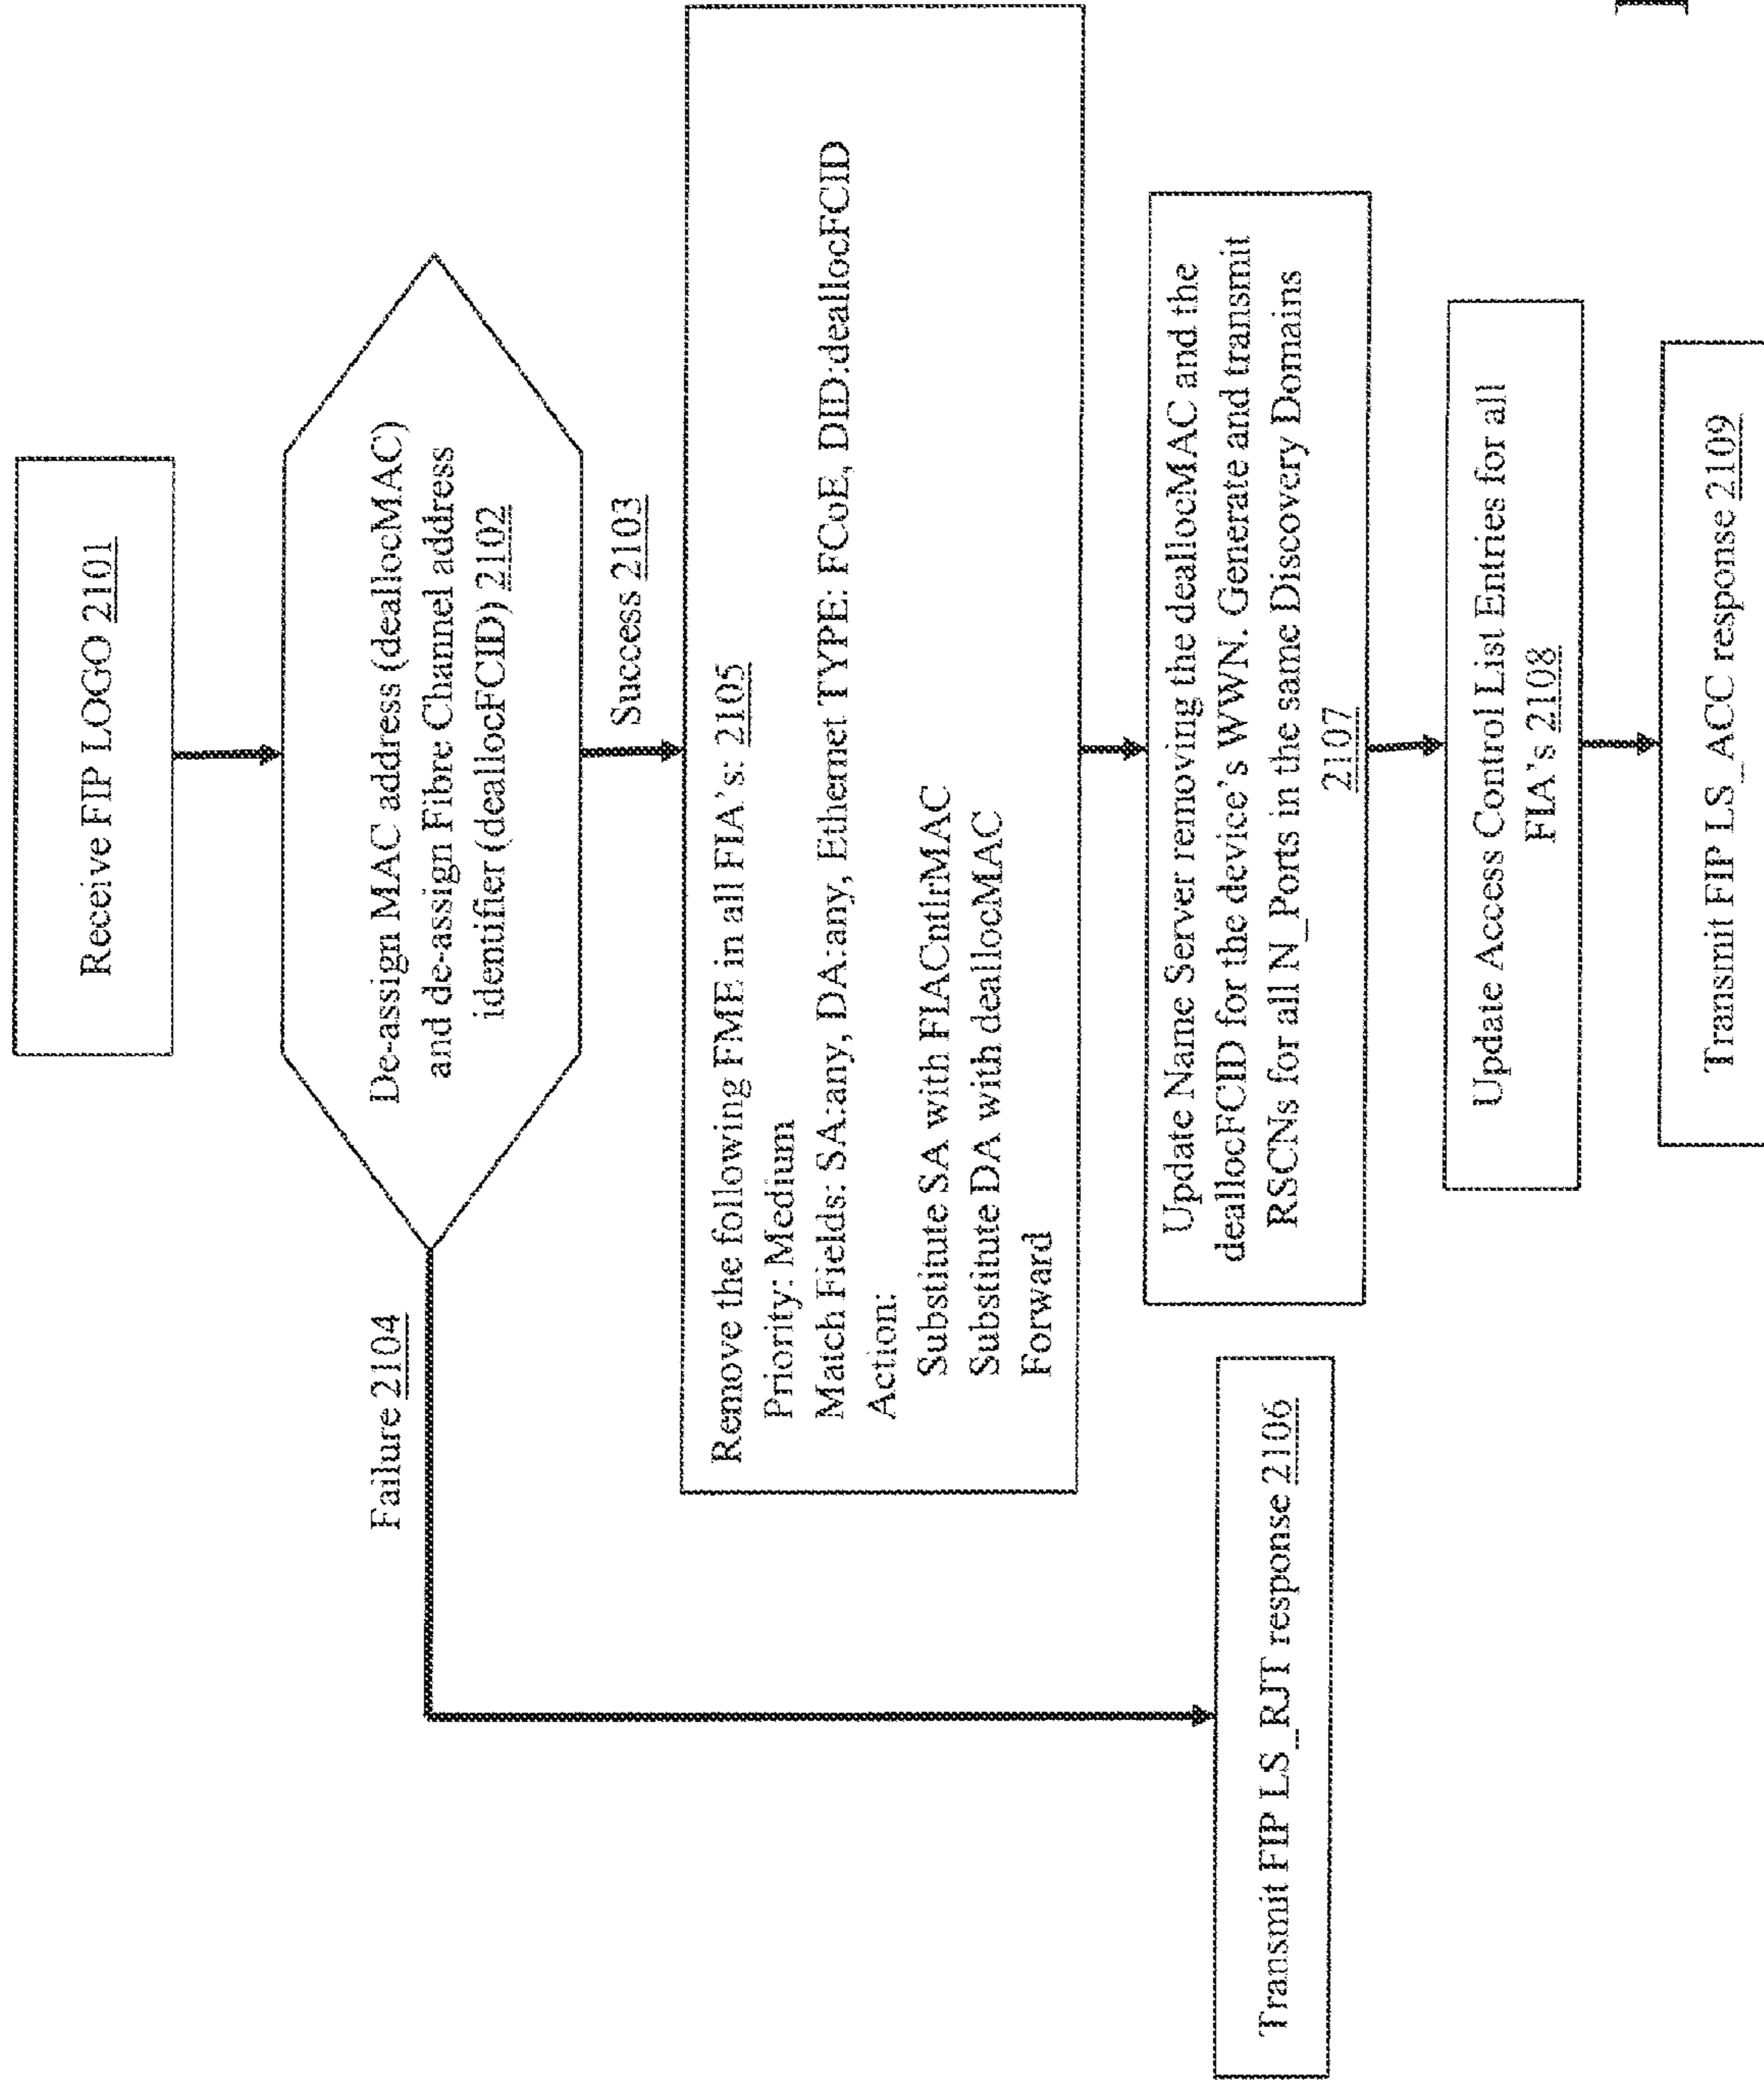 Receive FIP LOGO 2101
De-assign MAC address (deallocMAC)
and de-assign Fibre Channel address
identifier (deallocFCID) 2102
Success 2103
Failure 2104
Remove the following FME in all FIA's: 2105
Priority: Medium
Match Fields: SA:any, DA:any, Ethernet TYPE: FCoE, DID:deallocFCID
Action:
Substitute SA with FIACntlrMAC
Substitute DA with deallocMAC
Forward
Transmit FIP LS_RJT response 2106
Update Name Server removing the deallocMAC and the
deallocFCID for the device's WWN. Generate and transmit
RSCNs for all N_Ports in the same Discovery Domains
2107
Update Access Control List Entries for all
FIA's 2108
Transmit FIP LS_ACC response 2109